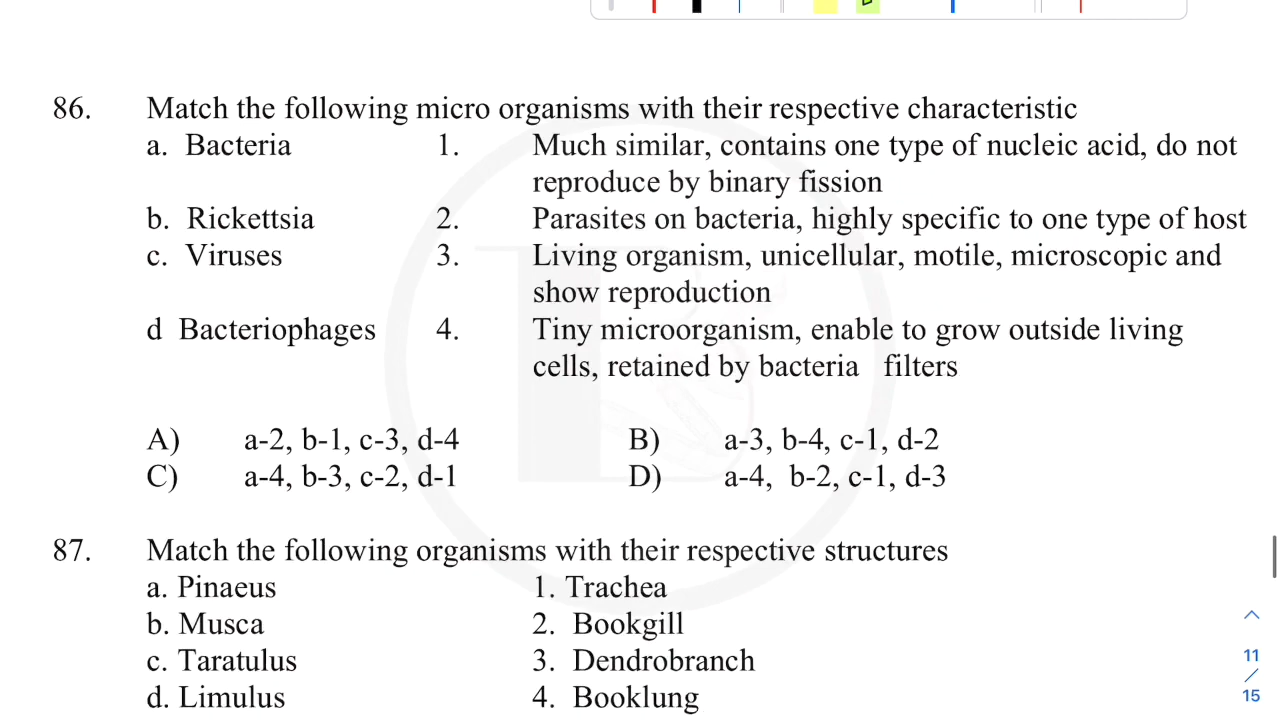 86. Match the following micro organisms with their respective characteristic
a. Bacteria 1. Much similar, contains one type of nucleic acid, do not
reproduce by binary fission
b. Rickettsia 2. Parasites on bacteria, highly specific to one type of host
c. Viruses 3. Living organism, unicellular, motile, microscopic and
show reproduction
d Bacteriophages 4. Tiny microorganism, enable to grow outside living
cells, retained by bacteria filters
A) a-2, b-1, c-3, d-4 B) a-3, b-4, c-1, d-2
C) a-4, b-3, c-2, d-1 D) a-4, b-2, c-1, d-3
87. Match the following organisms with their respective structures
a. Pinaeus 1. Trachea
b. Musca 2. Bookgill
c. Taratulus 3. Dendrobranch
d. Limulus 4. Booklung
11
/
15